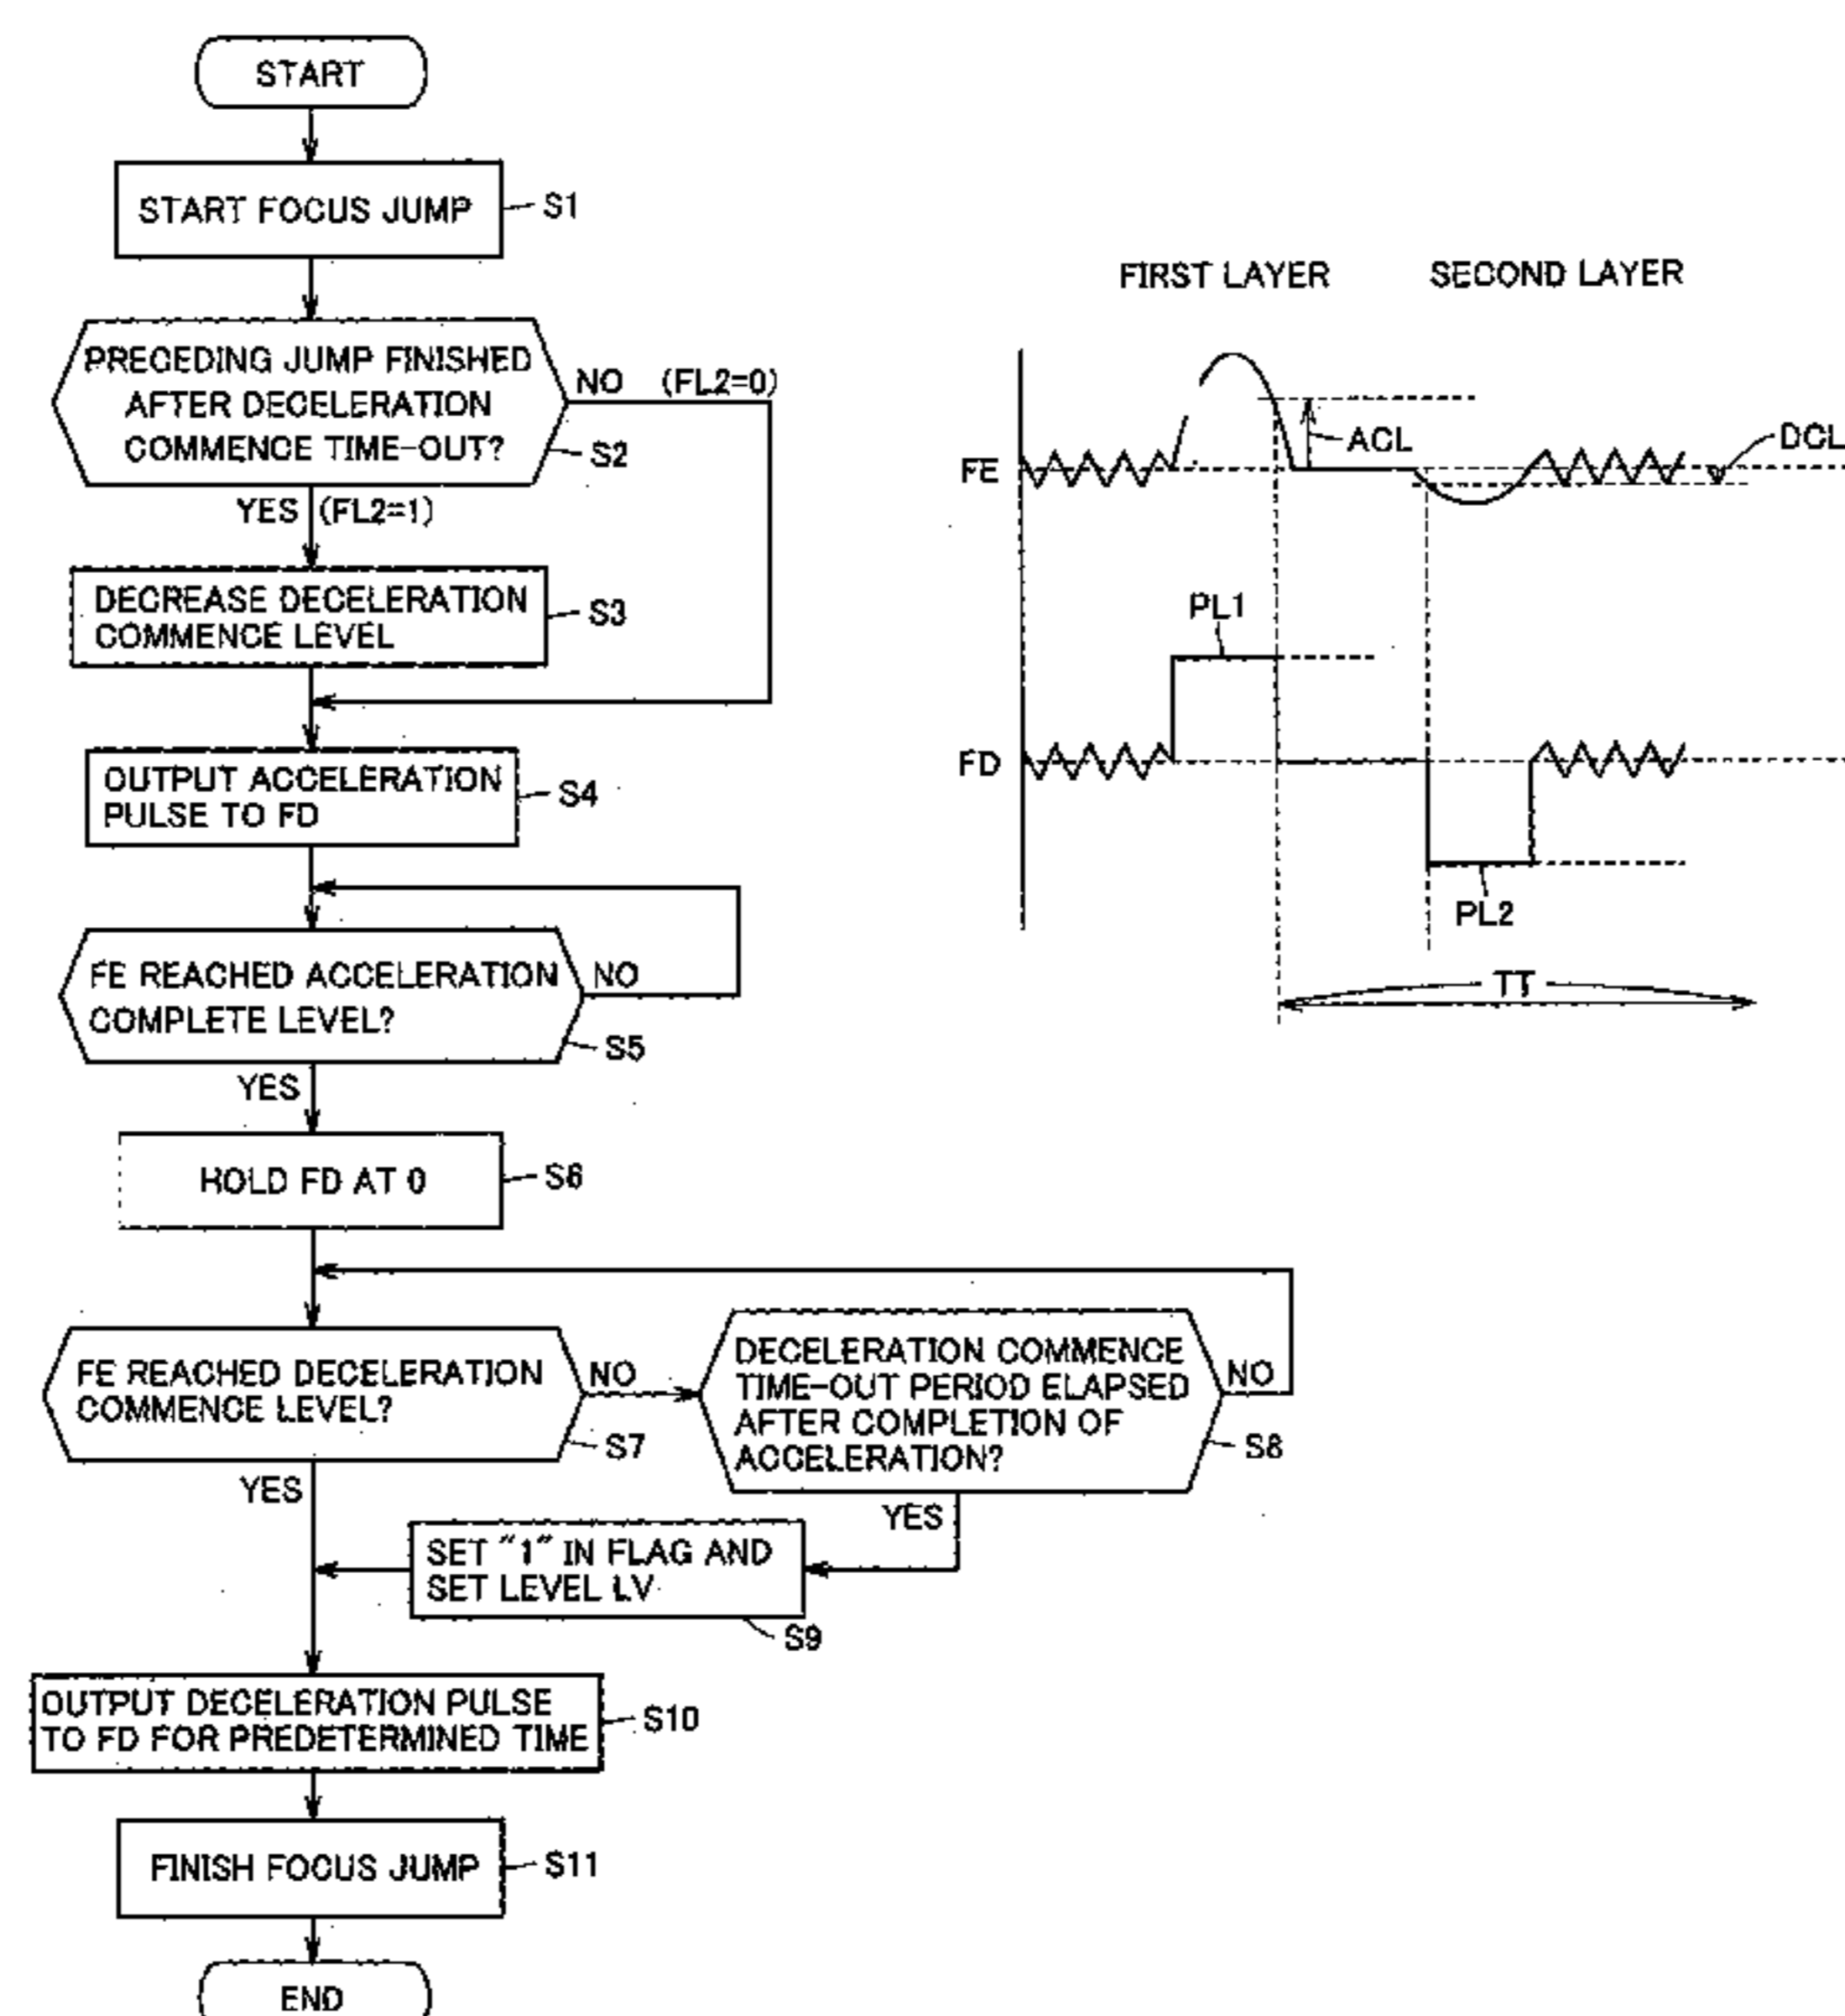 START
START FOCUS JUMP
S1
PRECEDING JUMP FINISHED
AFTER DECELERATION
COMMENCE TIME-OUT?
S2
NO (FL2=0)
YES (FL2=1)
DECREASE DECELERATION
COMMENCE LEVEL
S3
OUTPUT ACCELERATION
PULSE TO FD
S4
FE REACHED ACCELERATION
COMPLETE LEVEL?
NO
S5
YES
HOLD FD AT 0
S6
FE REACHED DECELERATION
COMMENCE LEVEL?
NO
S7
YES
DECELERATION COMMENCE
TIME-OUT PERIOD ELAPSED
AFTER COMPLETION OF
ACCELERATION?
NO
S8
YES
SET "1" IN FLAG AND
SET LEVEL LV
S9
OUTPUT DECELERATION PULSE
TO FD FOR PREDETERMINED TIME
S10
FINISH FOCUS JUMP
S11
END
FIRST LAYER
SECOND LAYER
FE
ACL
DCL
PL1
FD
PL2
TT